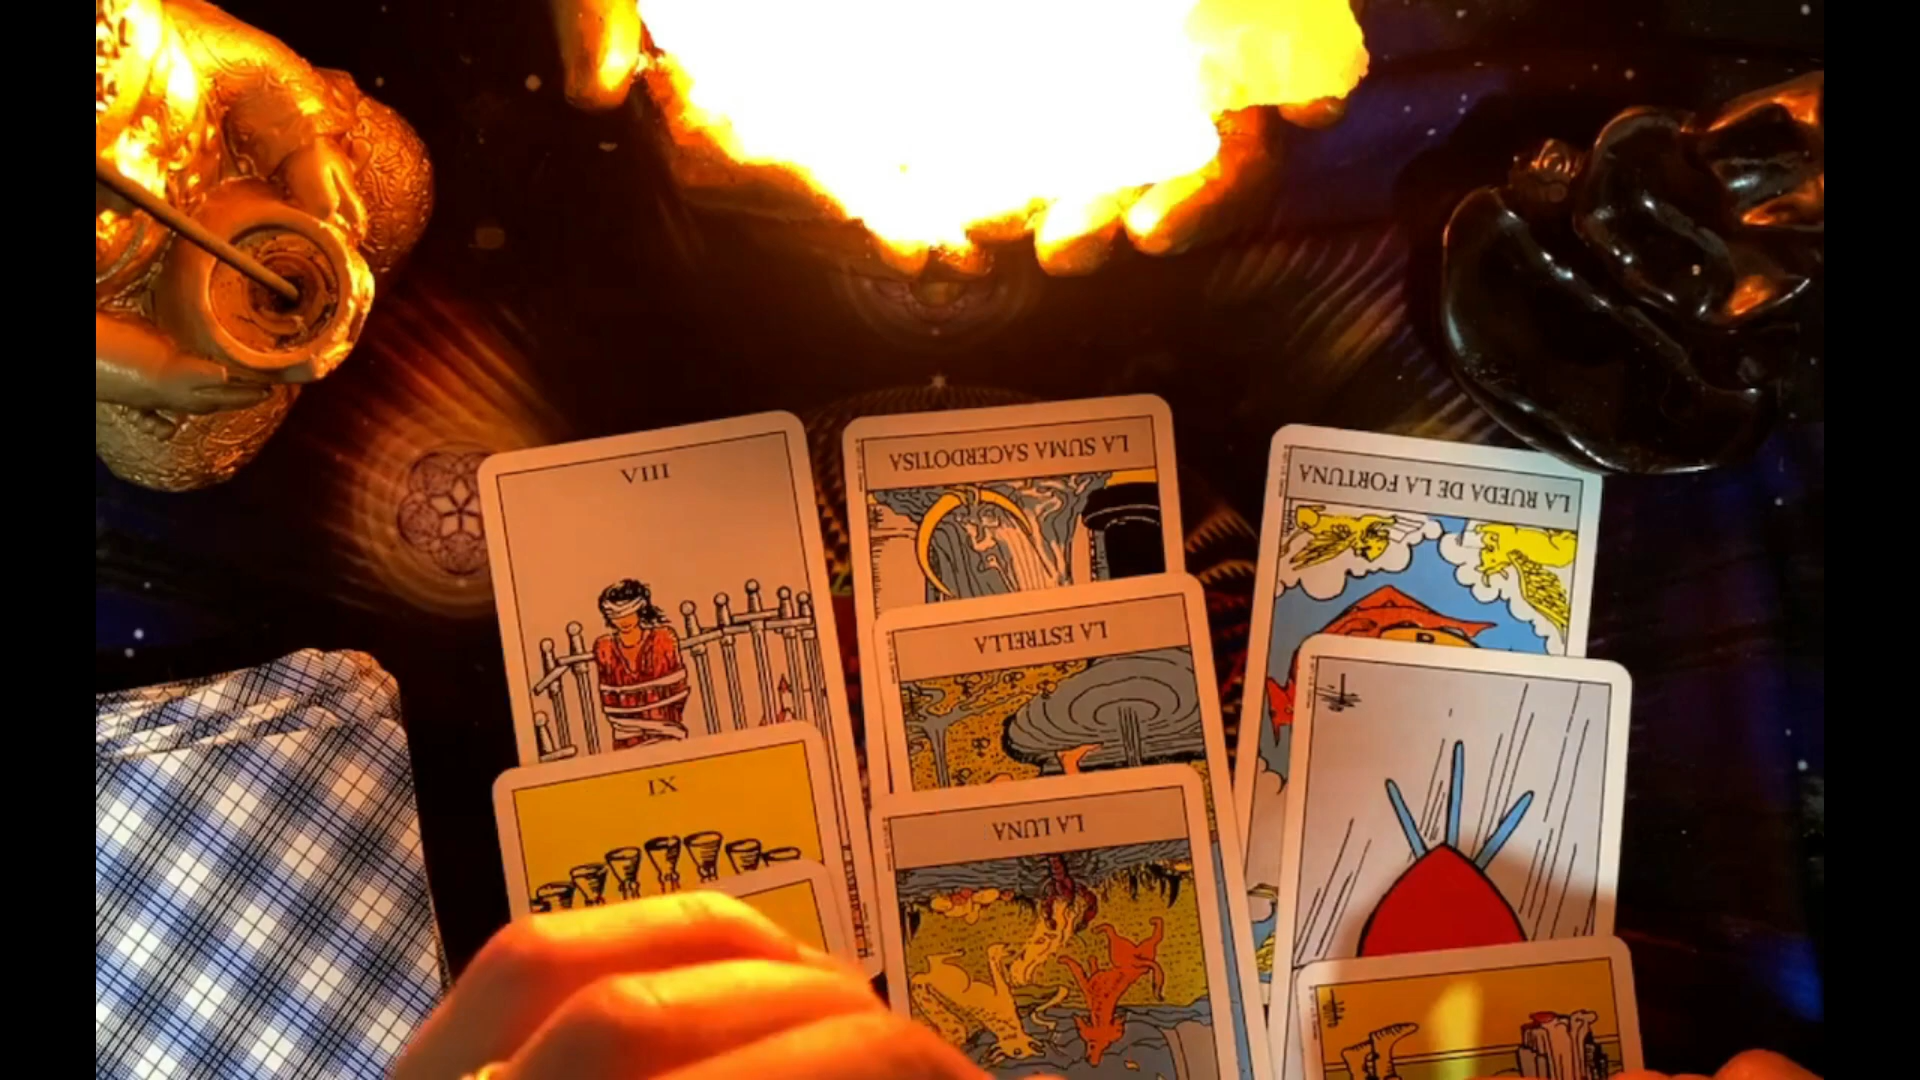 VIII
LA SUMA SACERDOTISA
LA RUEDA DE LA FORTUNA
LA ESTRELLA
IX
LA LUNA